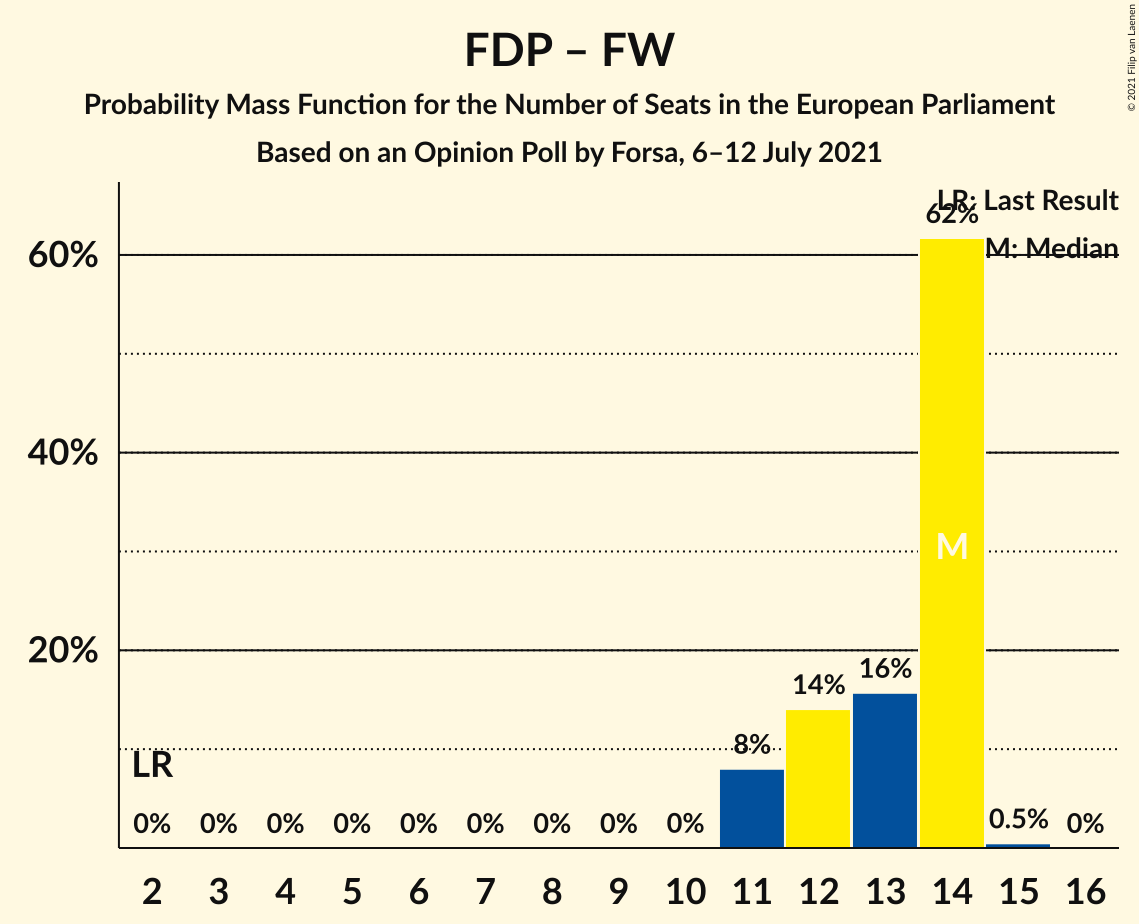 FDP – FW
Probability Mass Function for the Number of Seats in the European Parliament
Based on an Opinion Poll by Forsa, 6–12 July 2021
© 2021 Filip van Laenen
LR: Last Result
M: Median
62%
60%
40%
M
20%
16%
14%
8%
LR
0% 0% 0% 0% 0% 0% 0% 0% 0% 0.5% 0%
2 3 4 5 6 7 8 9 10 11 12 13 14 15 16